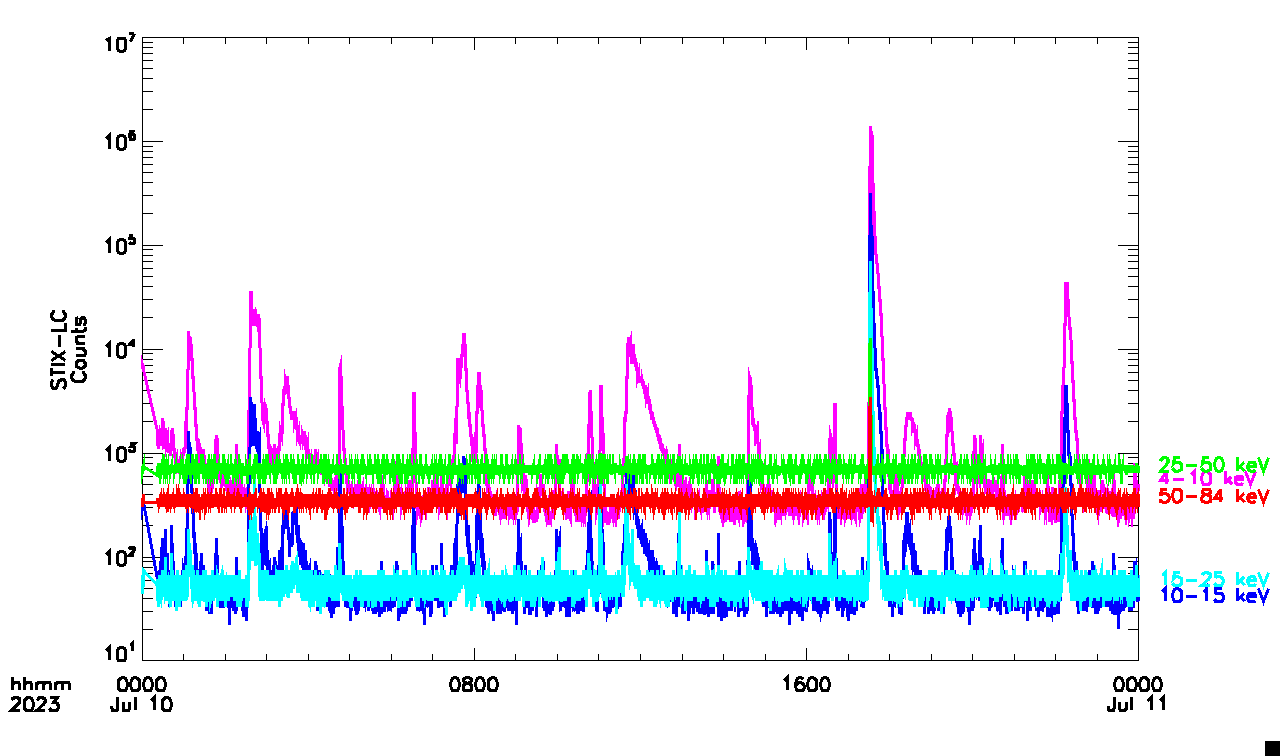 10⁷
10⁶
10⁵
10⁴
10³
10²
10¹
STIX-LC
Counts
25-50 keV
4-10 keV
50-84 keV
15-25 keV
10-15 keV
hhmm 0000 0800 1600 0000
2023 Jul 10 Jul 11